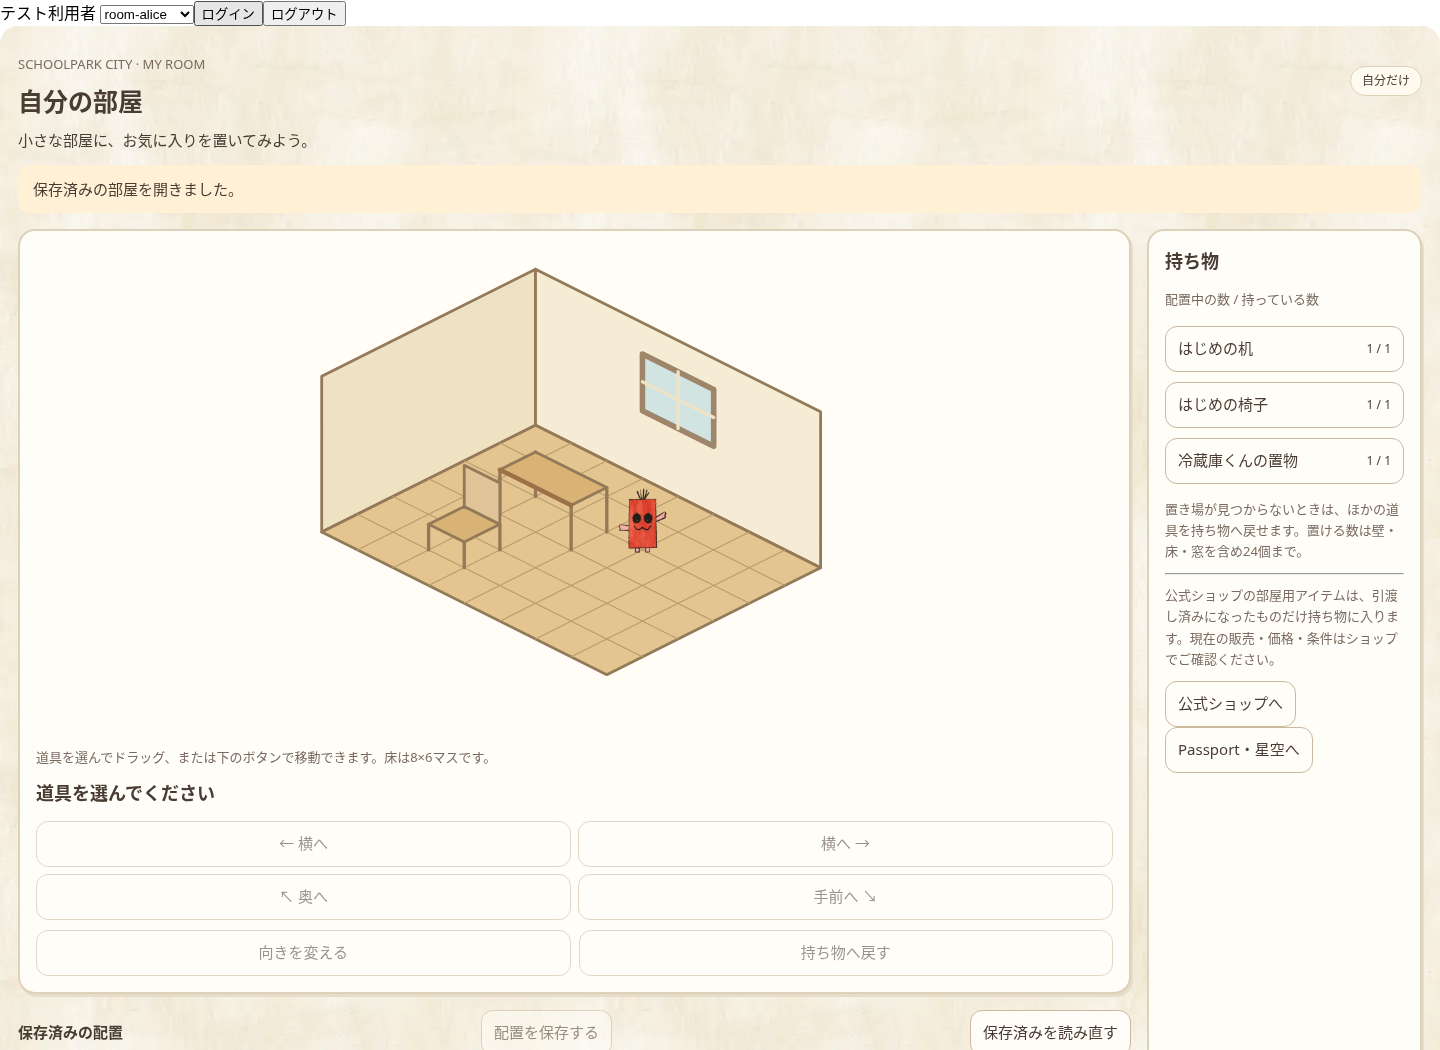 テスト利用者 room-alice ログイン ログアウト
SCHOOLPARK CITY · MY ROOM
自分の部屋
自分だけ
小さな部屋に、お気に入りを置いてみよう。
保存済みの部屋を開きました。
道具を選んでドラッグ、または下のボタンで移動できます。床は8×6マスです。
道具を選んでください
← 横へ
横へ →
↖ 奥へ
手前へ ↘
向きを変える
持ち物へ戻す
保存済みの配置
配置を保存する
保存済みを読み直す
持ち物
配置中の数 / 持っている数
はじめの机 1 / 1
はじめの椅子 1 / 1
冷蔵庫くんの置物 1 / 1
置き場が見つからないときは、ほかの道
具を持ち物へ戻せます。置ける数は壁・
床・窓を含め24個まで。
公式ショップの部屋用アイテムは、引渡
し済みになったものだけ持ち物に入りま
す。現在の販売・価格・条件はショップ
でご確認ください。
公式ショップへ
Passport・星空へ